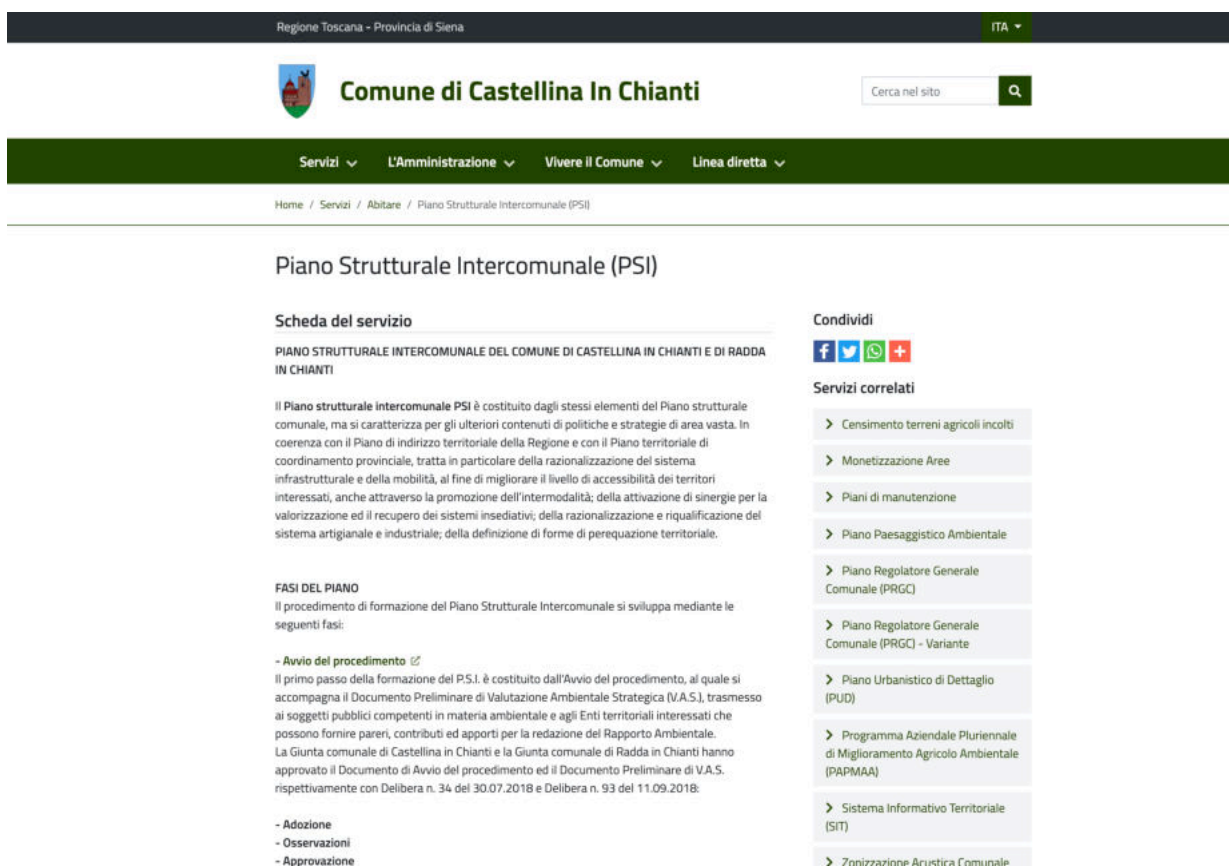 Regione Toscana - Provincia di Siena
ITA
Comune di Castellina In Chianti
Cerca nel sito
Servizi
L'Amministrazione
Vivere il Comune
Linea diretta
Home / Servizi / Abitare / Piano Strutturale Intercomunale (PSI)
Piano Strutturale Intercomunale (PSI)
Scheda del servizio
PIANO STRUTTURALE INTERCOMUNALE DEL COMUNE DI CASTELLINA IN CHIANTI E DI RADDA
IN CHIANTI
Il Piano strutturale intercomunale PSI è costituito dagli stessi elementi del Piano strutturale
comunale, ma si caratterizza per gli ulteriori contenuti di politiche e strategie di area vasta. In
coerenza con il Piano di indirizzo territoriale della Regione e con il Piano territoriale di
coordinamento provinciale, tratta in particolare della razionalizzazione del sistema
infrastrutturale e della mobilità, al fine di migliorare il livello di accessibilità dei territori
interessati, anche attraverso la promozione dell'intermodalità; della attivazione di sinergie per la
valorizzazione ed il recupero dei sistemi insediativi; della razionalizzazione e riqualificazione del
sistema artigianale e industriale; della definizione di forme di perequazione territoriale.
FASI DEL PIANO
Il procedimento di formazione del Piano Strutturale Intercomunale si sviluppa mediante le
seguenti fasi:
- Avvio del procedimento
Il primo passo della formazione del P.S.I. è costituito dall'Avvio del procedimento, al quale si
accompagna il Documento Preliminare di Valutazione Ambientale Strategica (V.A.S.), trasmesso
ai soggetti pubblici competenti in materia ambientale e agli Enti territoriali interessati che
possono fornire pareri, contributi ed apporti per la redazione del Rapporto Ambientale.
La Giunta comunale di Castellina in Chianti e la Giunta comunale di Radda in Chianti hanno
approvato il Documento di Avvio del procedimento ed il Documento Preliminare di V.A.S.
rispettivamente con Delibera n. 34 del 30.07.2018 e Delibera n. 93 del 11.09.2018:
- Adozione
- Osservazioni
- Approvazione
Condividi
Servizi correlati
Censimento terreni agricoli incolti
Monetizzazione Aree
Piani di manutenzione
Piano Paesaggistico Ambientale
Piano Regolatore Generale
Comunale (PRGC)
Piano Regolatore Generale
Comunale (PRGC) - Variante
Piano Urbanistico di Dettaglio
(PUD)
Programma Aziendale Pluriennale
di Miglioramento Agricolo Ambientale
(PAPMAA)
Sistema Informativo Territoriale
(SIT)
Zonizzazione Acustica Comunale